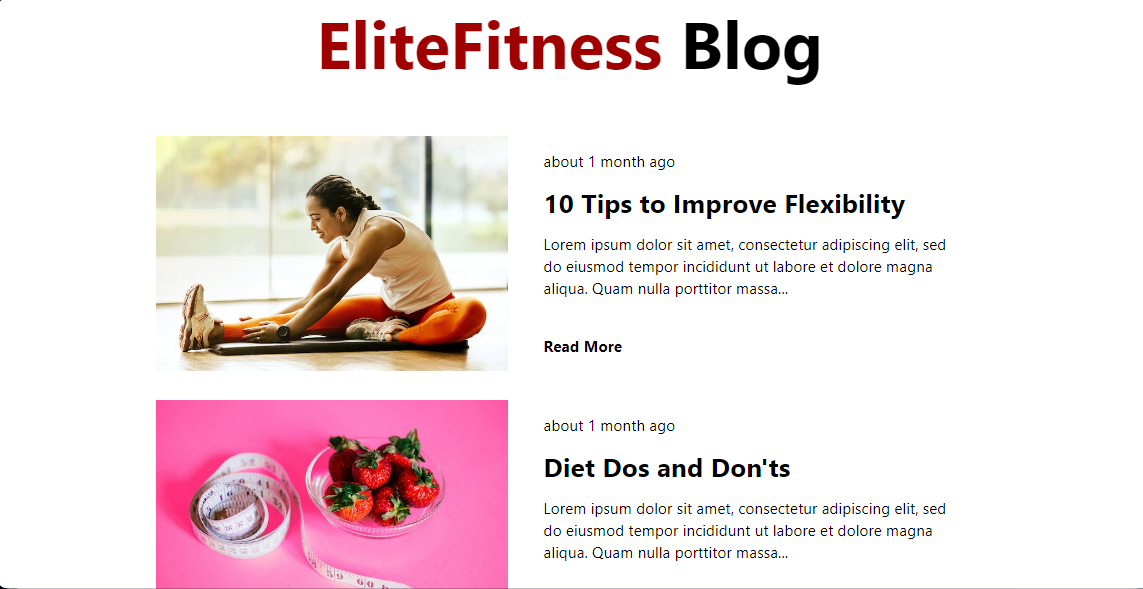 EliteFitness Blog
about 1 month ago
10 Tips to Improve Flexibility
Lorem ipsum dolor sit amet, consectetur adipiscing elit, sed
do eiusmod tempor incididunt ut labore et dolore magna
aliqua. Quam nulla porttitor massa...
Read More
about 1 month ago
Diet Dos and Don'ts
Lorem ipsum dolor sit amet, consectetur adipiscing elit, sed
do eiusmod tempor incididunt ut labore et dolore magna
aliqua. Quam nulla porttitor massa...